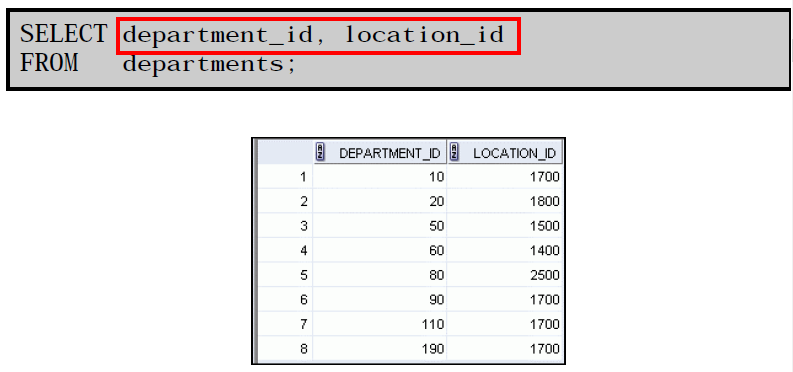 SELECT department_id, location_id
FROM departments;
DEPARTMENT_ID LOCATION_ID
1 10 1700
2 20 1800
3 50 1500
4 60 1400
5 80 2500
6 90 1700
7 110 1700
8 190 1700